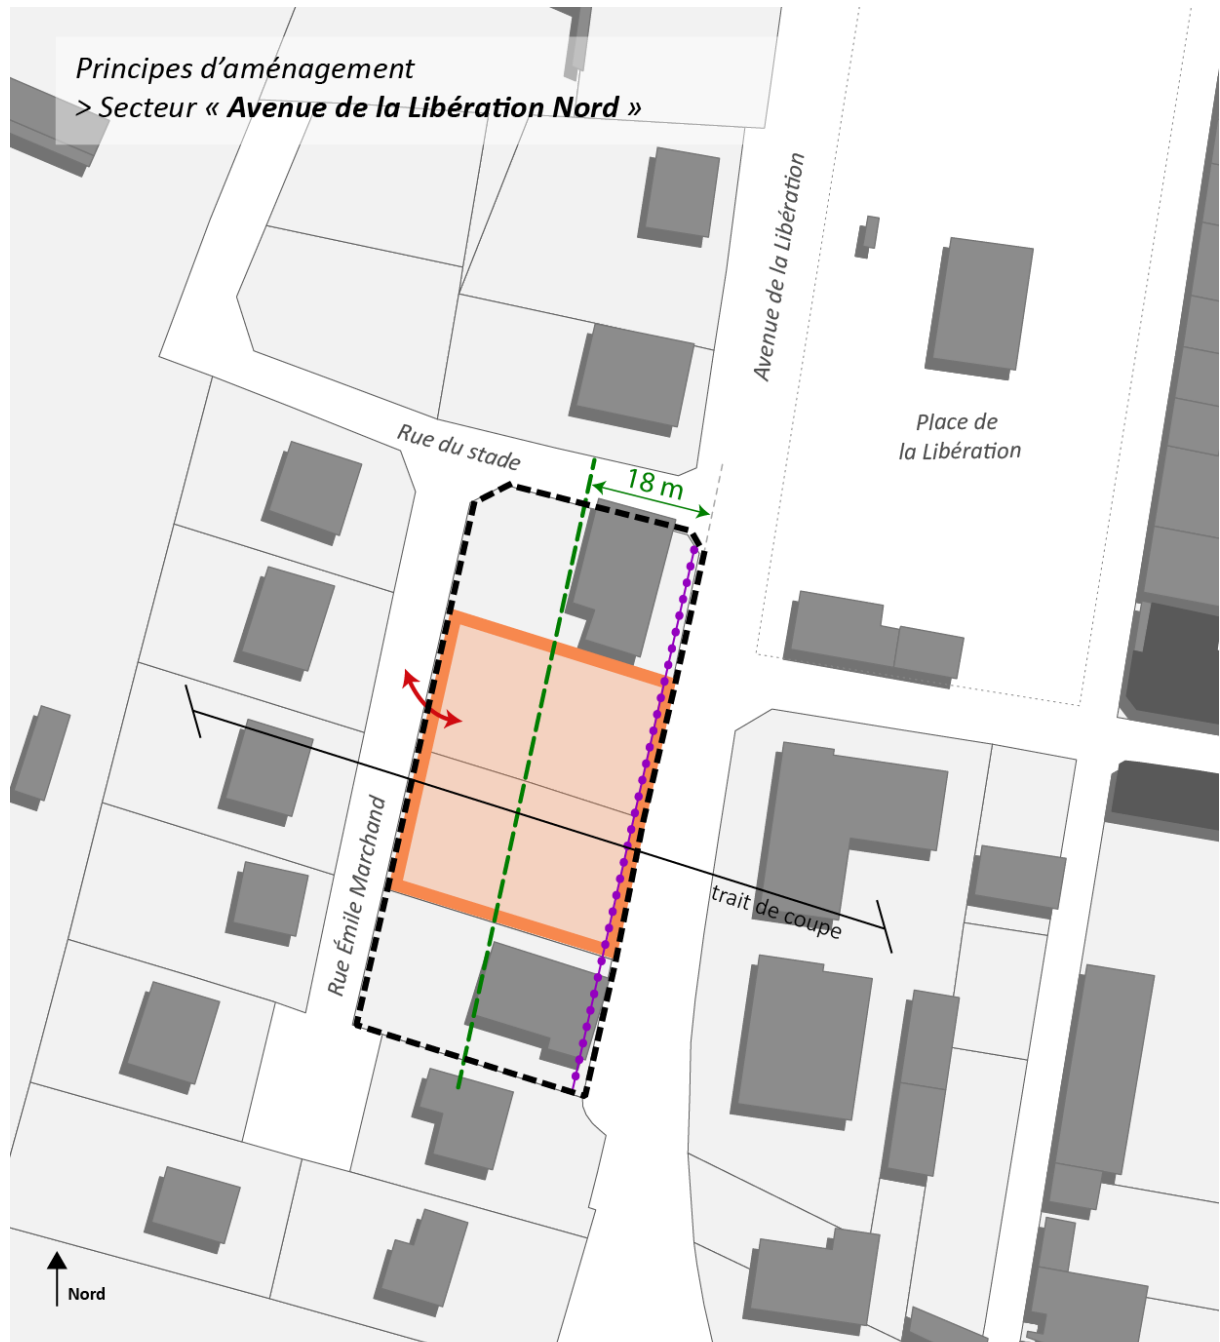 Principes d’aménagement
> Secteur « Avenue de la Libération Nord »
Avenue de la Libération
Place de
la Libération
Rue du stade
18 m
trait de coupe
Rue Émile Marchand
Nord